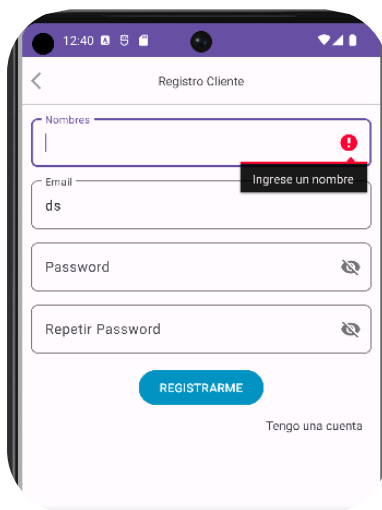 12:40
Registro Cliente
Nombres
Ingrese un nombre
Email
ds
Password
Repetir Password
REGISTRARME
Tengo una cuenta